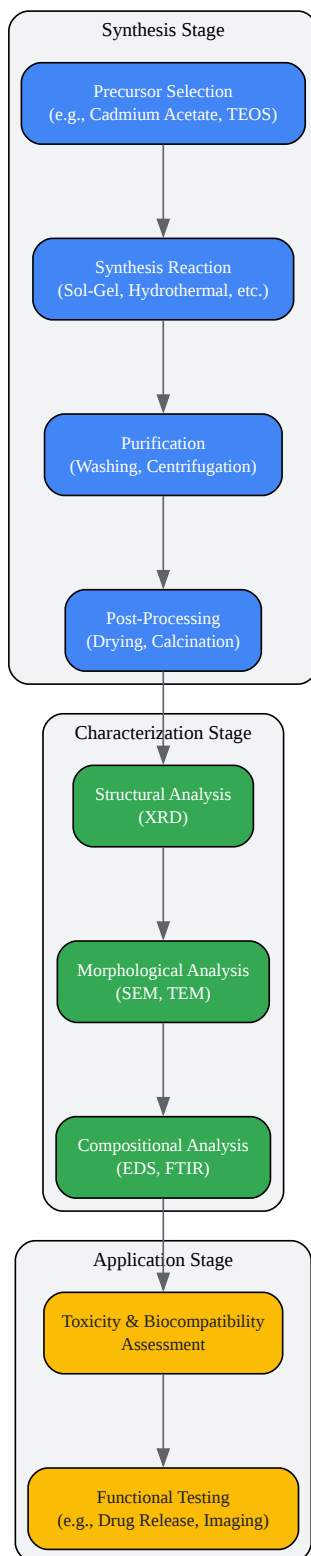 Synthesis Stage
Precursor Selection
(e.g., Cadmium Acetate, TEOS)
Synthesis Reaction
(Sol-Gel, Hydrothermal, etc.)
Purification
(Washing, Centrifugation)
Post-Processing
(Drying, Calcination)
Characterization Stage
Structural Analysis
(XRD)
Morphological Analysis
(SEM, TEM)
Compositional Analysis
(EDS, FTIR)
Application Stage
Toxicity & Biocompatibility
Assessment
Functional Testing
(e.g., Drug Release, Imaging)